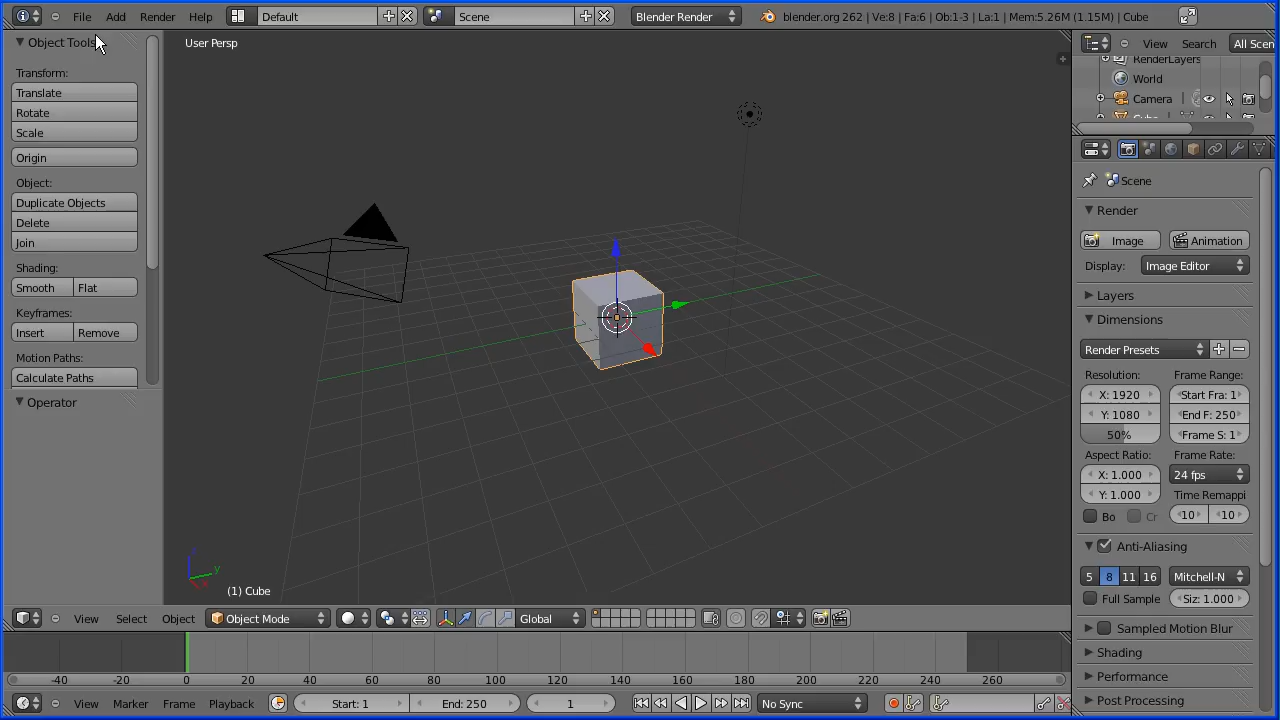 File Add Render Help Default Scene Blender Render blender.org 262 | Ve:8 | Fa:6 | Ob:1-3 | La:1 | Mem:5.26M (1.15M) | Cube
Object Tools
User Persp
View Search All Scen
RenderLayers
World
Camera
Cube
Transform:
Translate
Rotate
Scale
Origin
Object:
Duplicate Objects
Delete
Join
Shading:
Smooth Flat
Keyframes:
Insert Remove
Motion Paths:
Calculate Paths
Operator
z
y
x
(1) Cube
Scene
Render
Image Animation
Display: Image Editor
Layers
Dimensions
Render Presets
Resolution: Frame Range:
X: 1920 Start Fra: 1
Y: 1080 End F: 250
50% Frame S: 1
Aspect Ratio: Frame Rate:
X: 1.000 24 fps
Y: 1.000 Time Remappi
Bo Cr 10 10
Anti-Aliasing
5 8 11 16 Mitchell-N
Full Sample Siz: 1.000
Sampled Motion Blur
Shading
Performance
Post Processing
View Select Object Object Mode Global
-40 -20 0 20 40 60 80 100 120 140 160 180 200 220 240 260
View Marker Frame Playback Start: 1 End: 250 1 No Sync